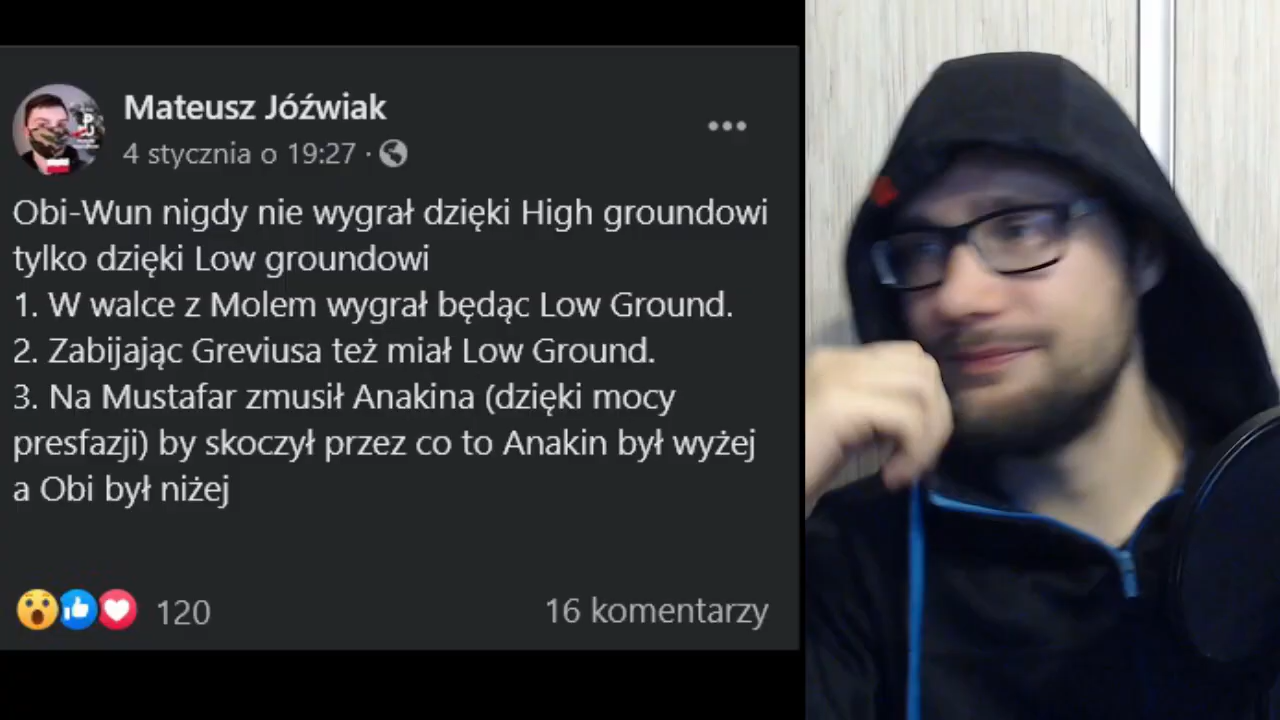 Mateusz Jóźwiak
4 stycznia o 19:27 ·
Obi-Wun nigdy nie wygrał dzięki High groundowi
tylko dzięki Low groundowi
1. W walce z Molem wygrał będąc Low Ground.
2. Zabijając Greviusa też miał Low Ground.
3. Na Mustafar zmusił Anakina (dzięki mocy
presfazji) by skoczył przez co to Anakin był wyżej
a Obi był niżej
120
16 komentarzy